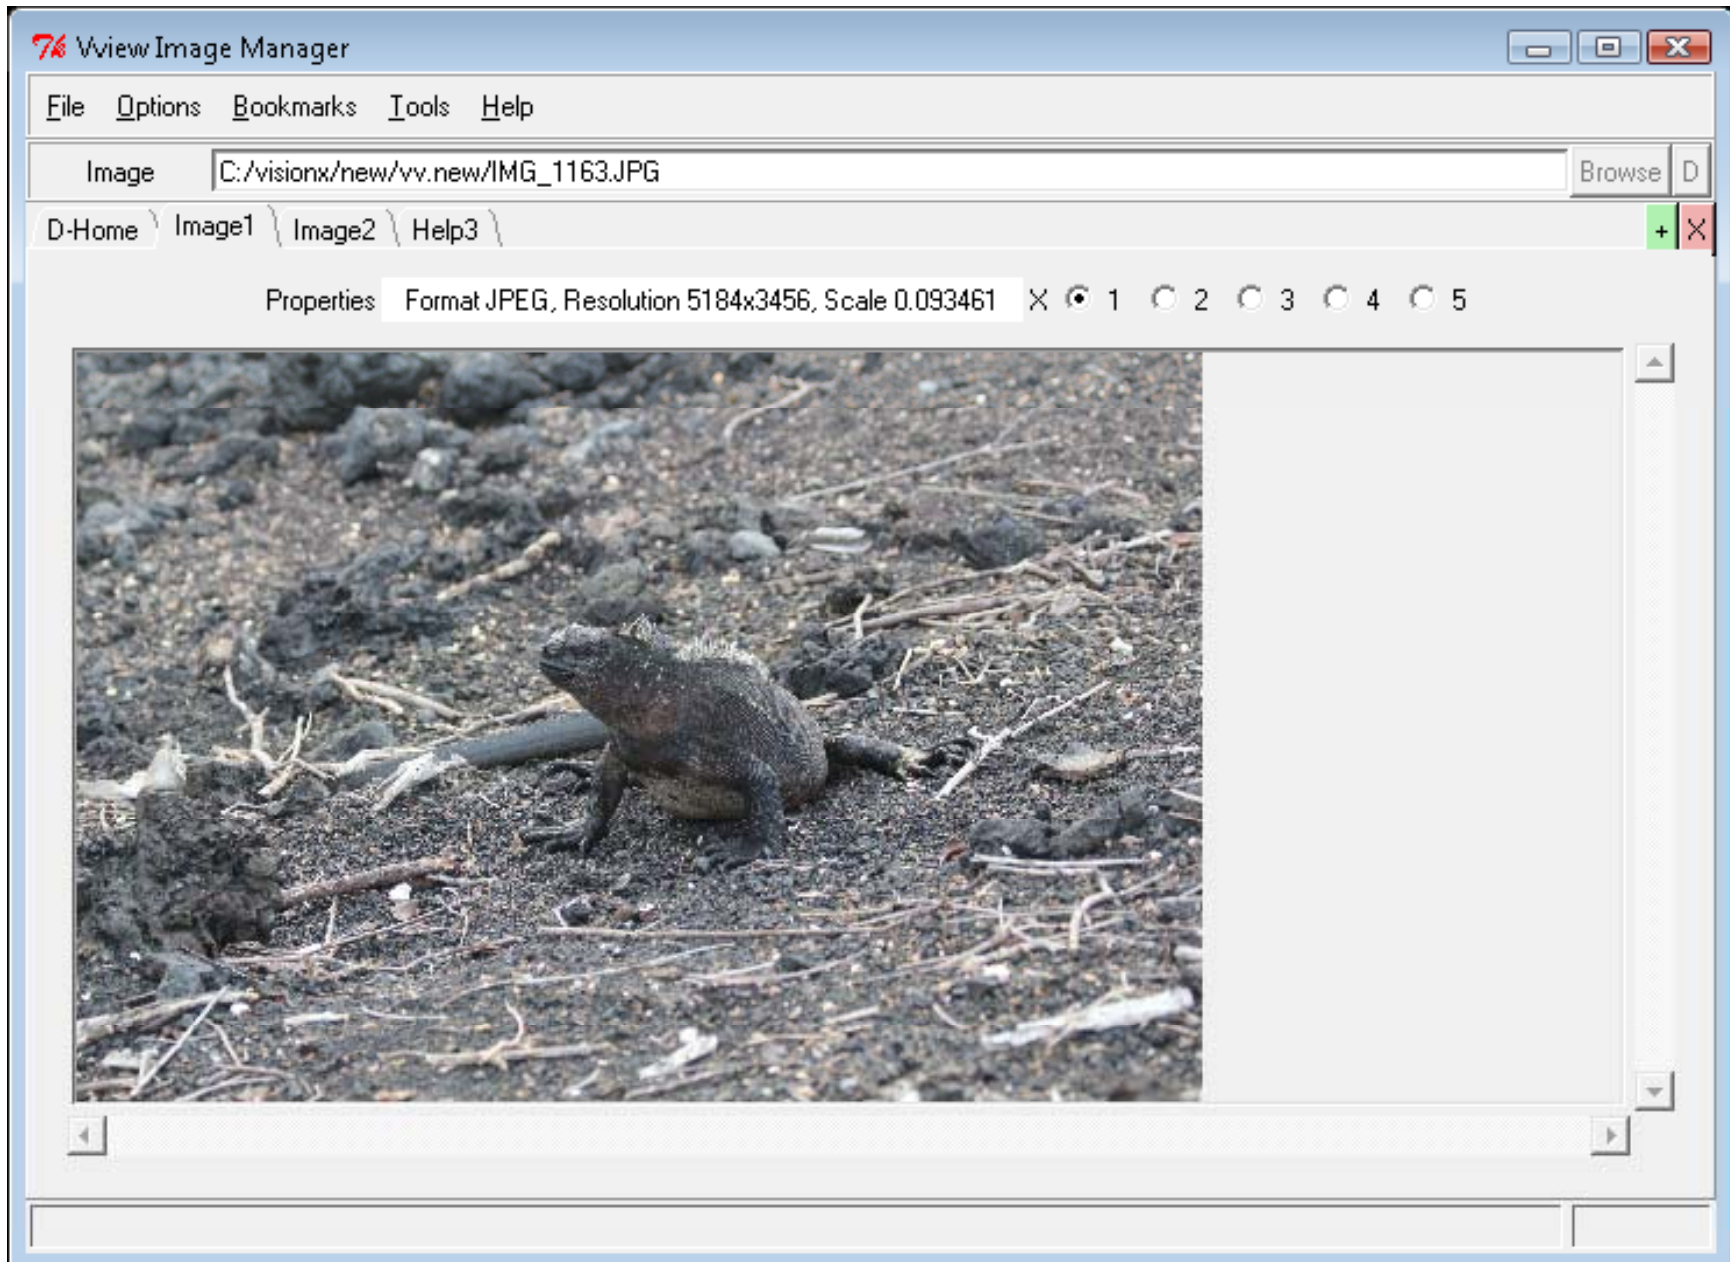 Vview Image Manager
File Options Bookmarks Tools Help
Image C:/visionx/new/vv.new/IMG_1163.JPG Browse D
D-Home Image1 Image2 Help3 + X
Properties Format JPEG, Resolution 5184x3456, Scale 0.093461 X 1 2 3 4 5